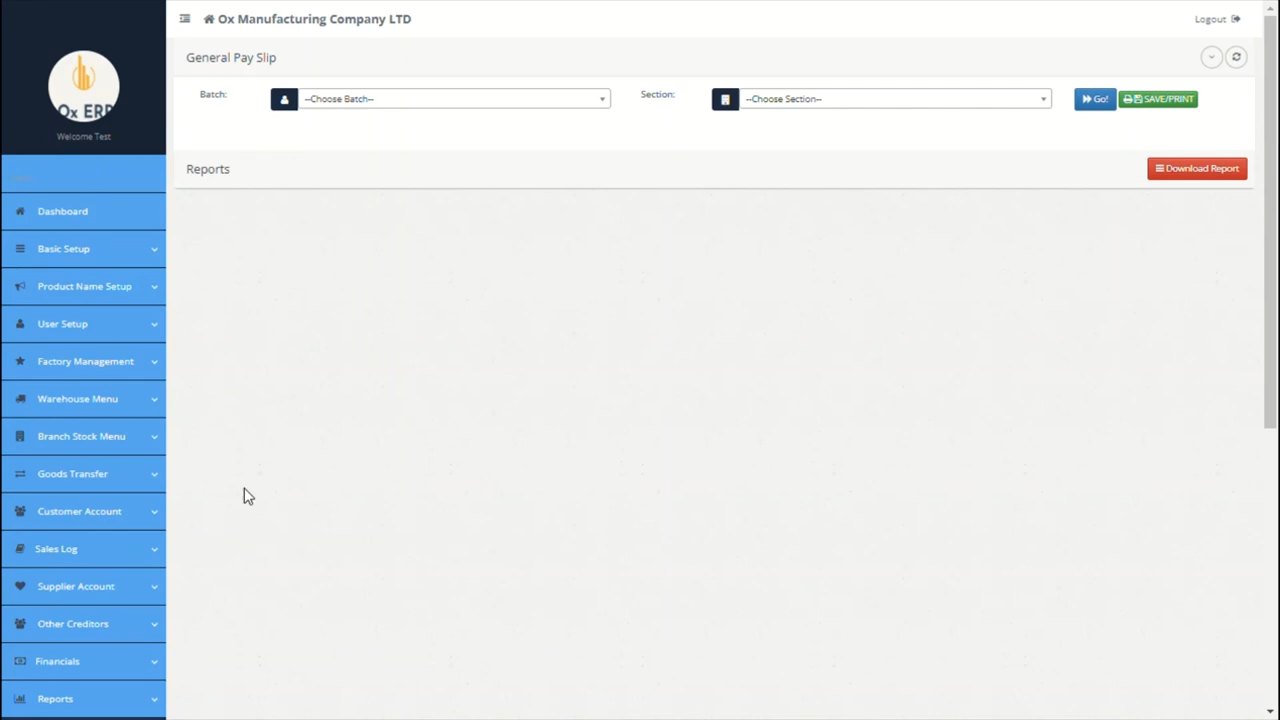 Ox Manufacturing Company LTD
Logout
General Pay Slip
Batch:
--Choose Batch--
Section:
--Choose Section--
Go!
SAVE/PRINT
Ox ERP
Welcome Test
Reports
Download Report
Dashboard
Basic Setup
Product Name Setup
User Setup
Factory Management
Warehouse Menu
Branch Stock Menu
Goods Transfer
Customer Account
Sales Log
Supplier Account
Other Creditors
Financials
Reports